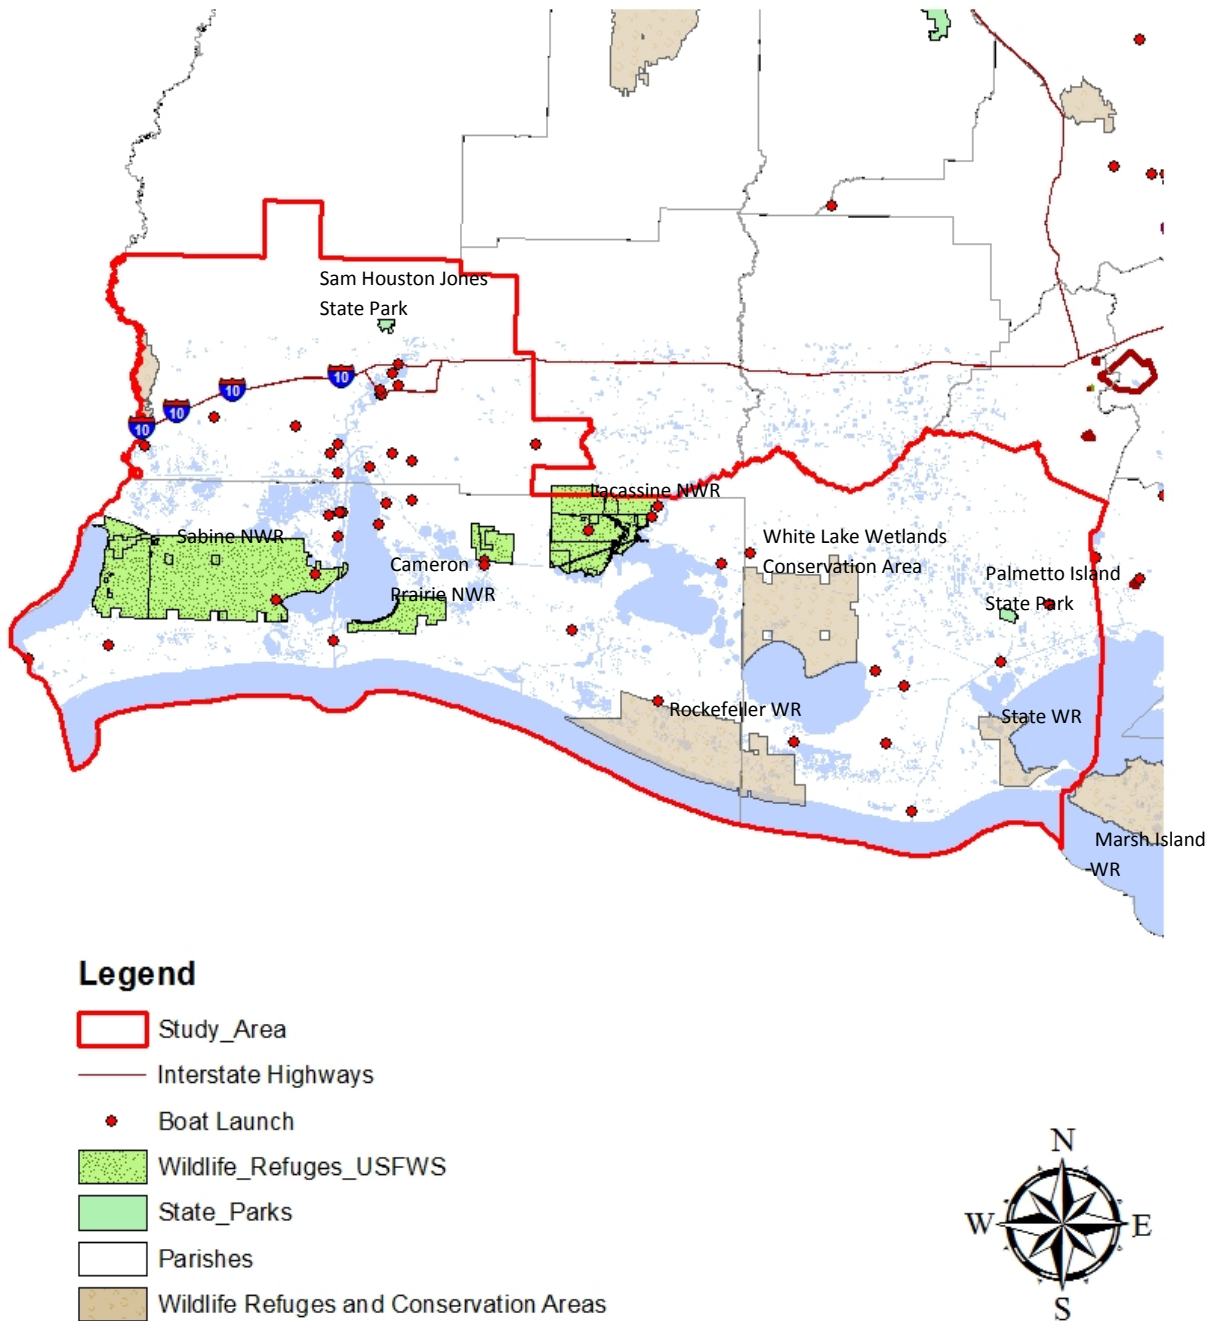 Sam Houston Jones
State Park
10
10
10
10
Lacassine NWR
Sabine NWR
White Lake Wetlands
Conservation Area
Cameron
Prairie NWR
Palmetto Island
State Park
Rockefeller WR
State WR
Marsh Island
WR
Legend
Study_Area
Interstate Highways
Boat Launch
Wildlife_Refuges_USFWS
State_Parks
Parishes
Wildlife Refuges and Conservation Areas
N
W
E
S